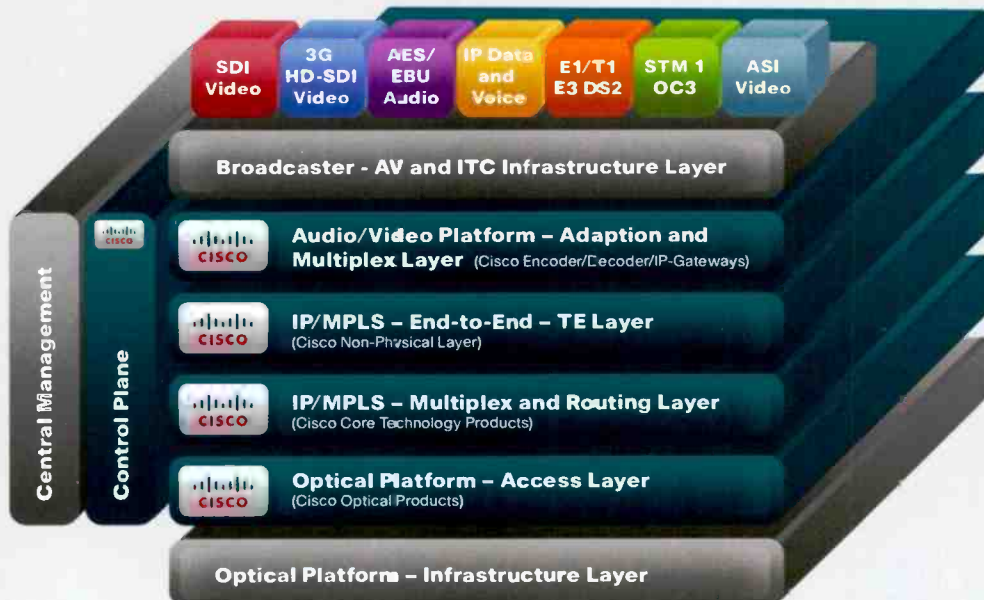 SDI
Video
3G
HD-SDI
Video
AES/
EBU
Audio
IP Data
and
Voice
E1/T1
E3 DS2
STM 1
OC3
ASI
Video
Broadcaster - AV and ITC Infrastructure Layer
Central Management
CISCO
Control Plane
CISCO
Audio/Video Platform – Adaption and
Multiplex Layer (Cisco Encoder/Decoder/IP-Gateways)
CISCO
IP/MPLS – End-to-End – TE Layer
(Cisco Non-Physical Layer)
CISCO
IP/MPLS – Multiplex and Routing Layer
(Cisco Core Technology Products)
CISCO
Optical Platform – Access Layer
(Cisco Optical Products)
Optical Platform – Infrastructure Layer